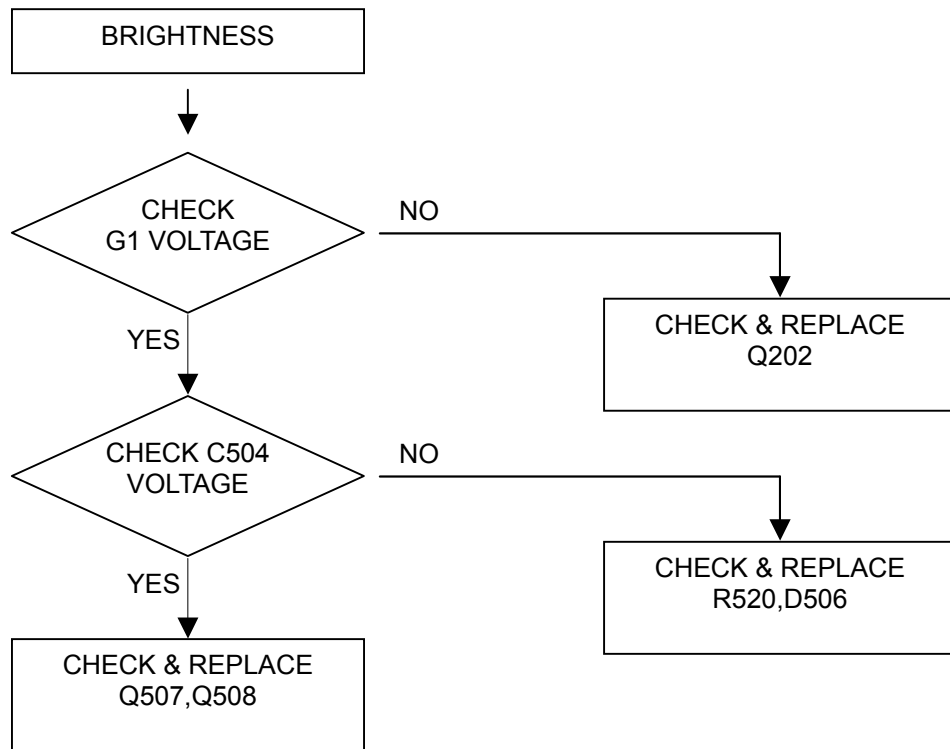 BRIGHTNESS
CHECK
G1 VOLTAGE
NO
CHECK & REPLACE
Q202
YES
CHECK C504
VOLTAGE
NO
CHECK & REPLACE
R520,D506
YES
CHECK & REPLACE
Q507,Q508